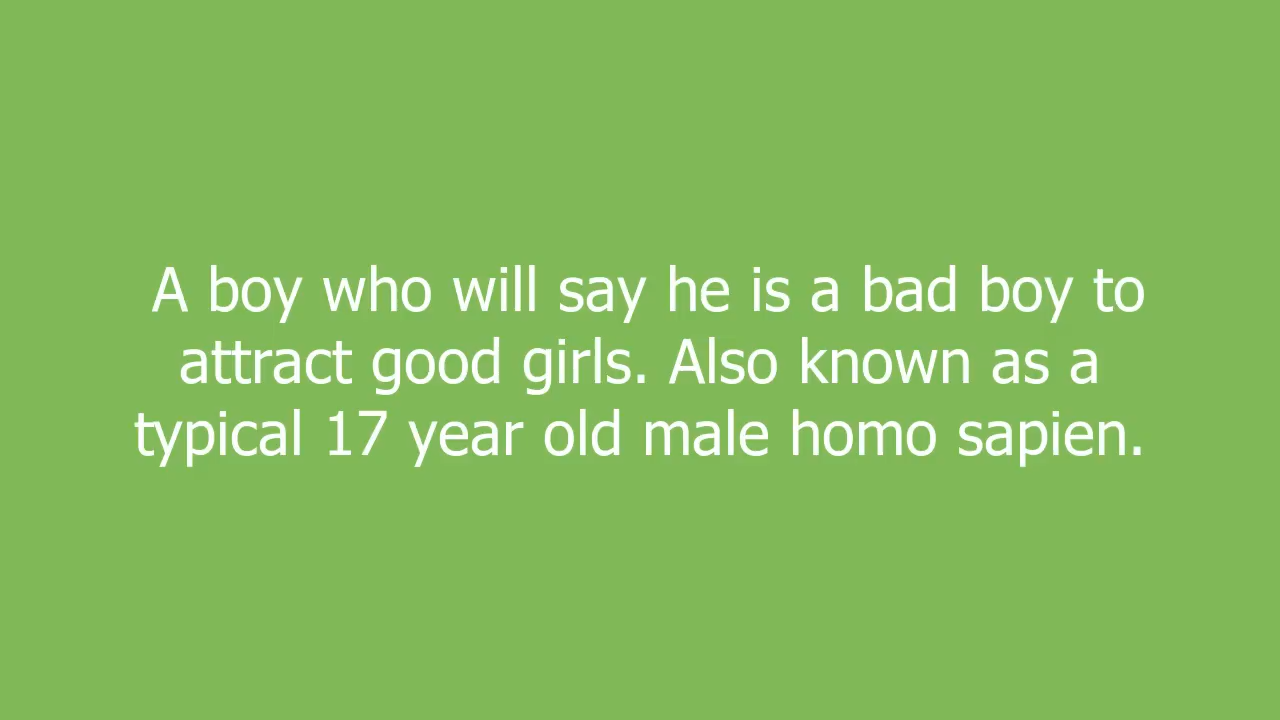 A boy who will say he is a bad boy to
attract good girls. Also known as a
typical 17 year old male homo sapien.